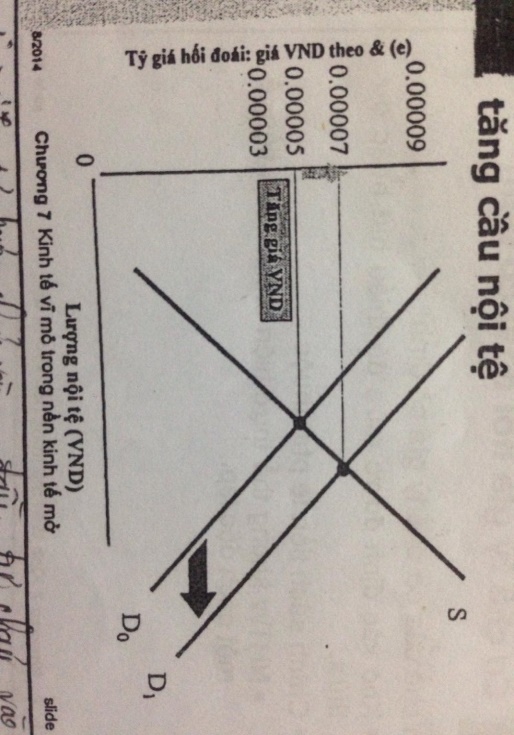 tăng cầu nội tệ
Tỷ giá hối đoái: giá VND theo & (e)
0.00009
0.00007
0.00005
0.00003
Tăng giá VND
S
D0
D1
0
Lượng nội tệ (VND)
8/2014
Chương 7 Kinh tế vĩ mô trong nền kinh tế mở
slide